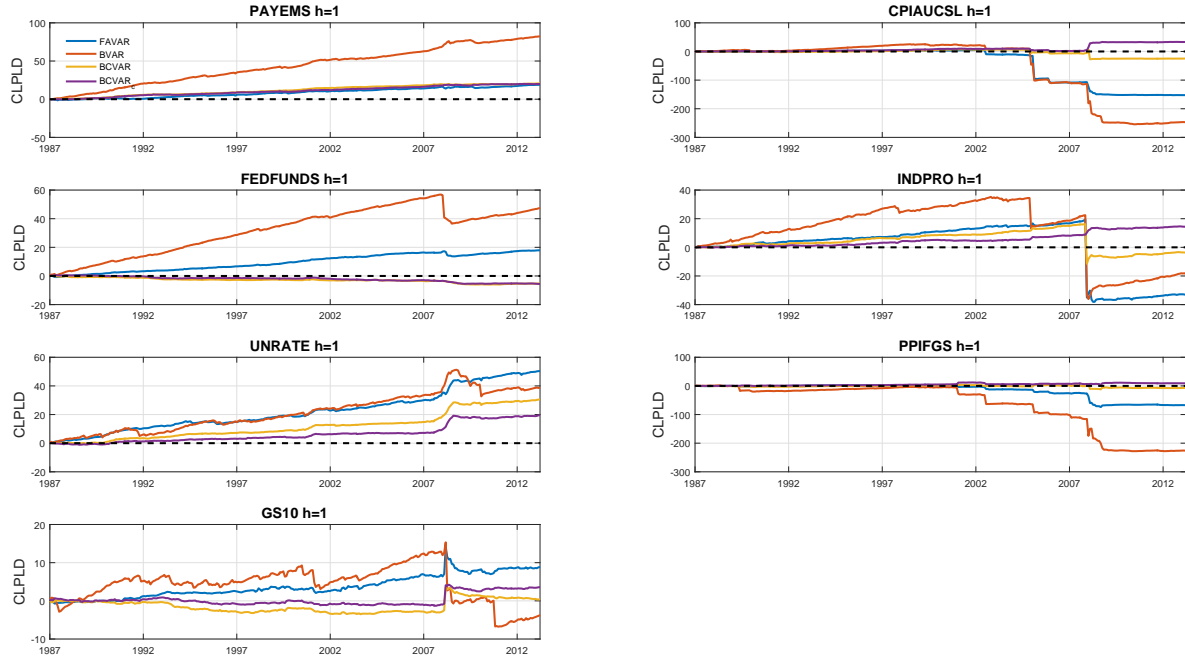 PAYEMS h=1
CLPLD
100
50
0
-50
FAVAR
BVAR
BCVAR
BCVAR
c
1987 1992 1997 2002 2007 2012
CPIAUCSL h=1
CLPLD
100
0
-100
-200
-300
1987 1992 1997 2002 2007 2012
FEDFUNDS h=1
CLPLD
60
40
20
0
-20
1987 1992 1997 2002 2007 2012
INDPRO h=1
CLPLD
40
20
0
-20
-40
1987 1992 1997 2002 2007 2012
UNRATE h=1
CLPLD
60
40
20
0
-20
1987 1992 1997 2002 2007 2012
PPIFGS h=1
CLPLD
100
0
-100
-200
-300
1987 1992 1997 2002 2007 2012
GS10 h=1
CLPLD
20
10
0
-10
1987 1992 1997 2002 2007 2012